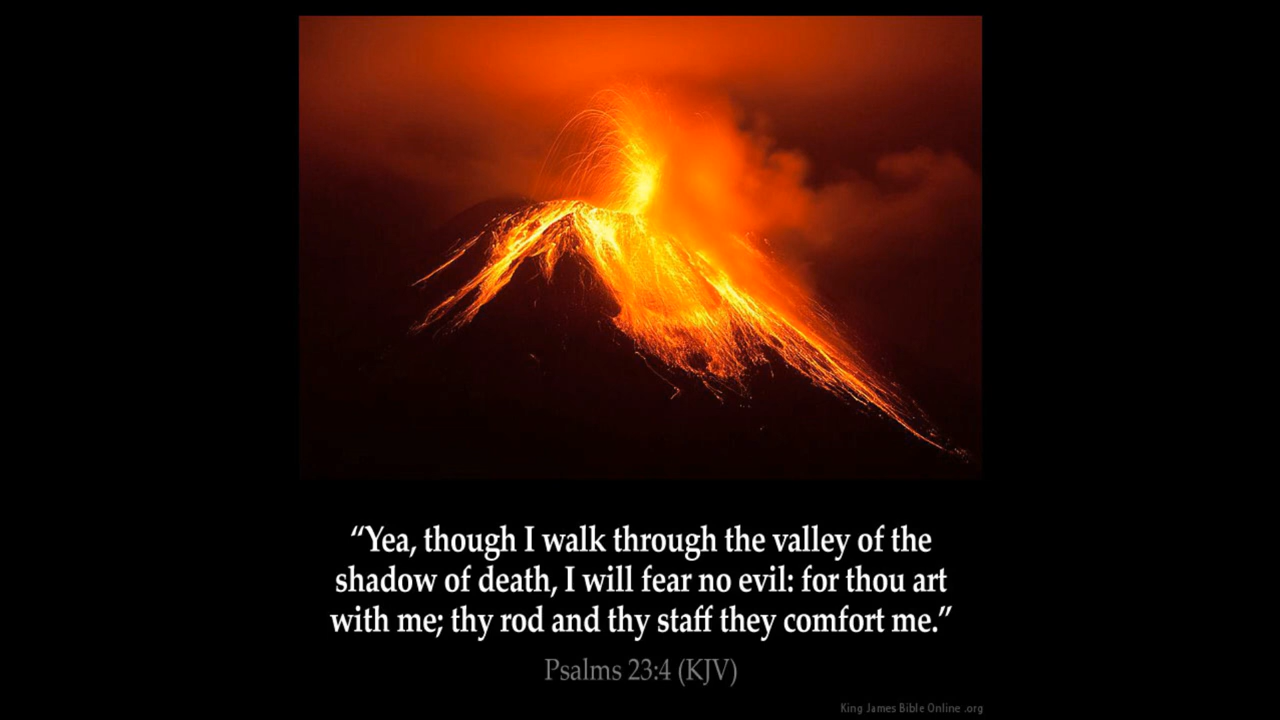 “Yea, though I walk through the valley of the
shadow of death, I will fear no evil: for thou art
with me; thy rod and thy staff they comfort me.”
Psalms 23:4 (KJV)
King James Bible Online .org